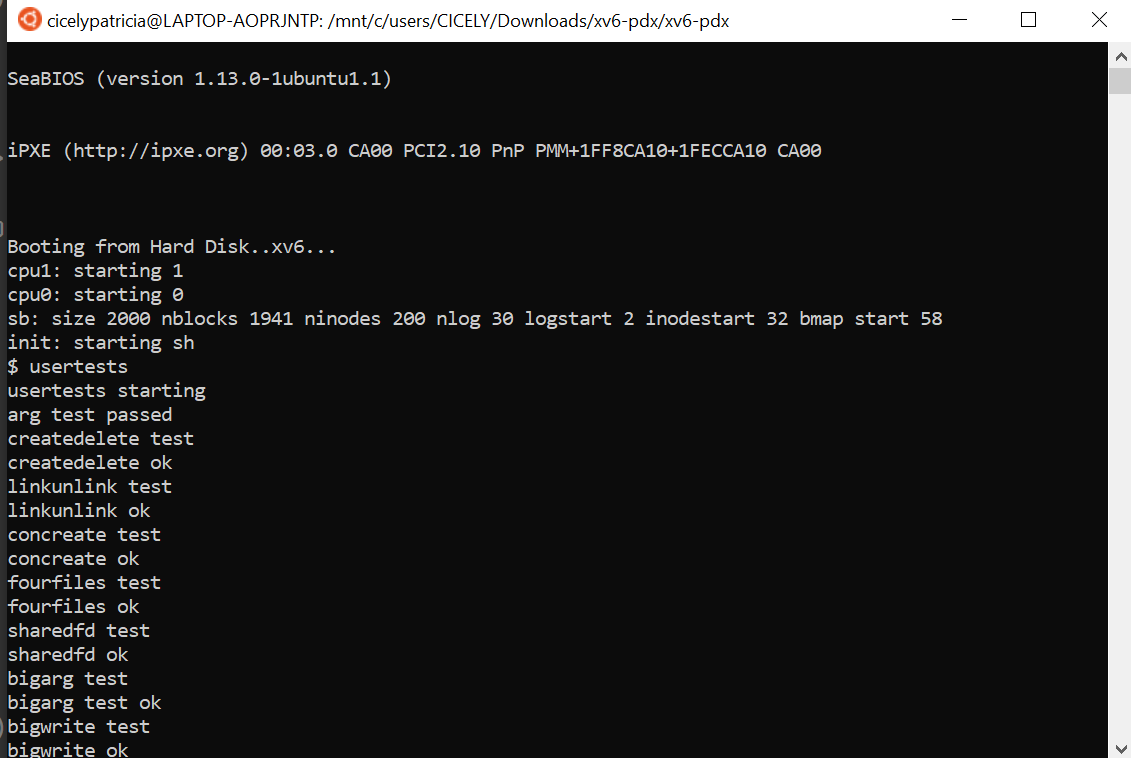 cicelypatricia@LAPTOP-AOPRJNTP: /mnt/c/users/CICELY/Downloads/xv6-pdx/xv6-pdx
SeaBIOS (version 1.13.0-1ubuntu1.1)
iPXE (http://ipxe.org) 00:03.0 CA00 PCI2.10 PnP PMM+1FF8CA10+1FECCA10 CA00
Booting from Hard Disk..xv6...
cpu1: starting 1
cpu0: starting 0
sb: size 2000 nblocks 1941 ninodes 200 nlog 30 logstart 2 inodestart 32 bmap start 58
init: starting sh
$ usertests
usertests starting
arg test passed
createdelete test
createdelete ok
linkunlink test
linkunlink ok
concreate test
concreate ok
fourfiles test
fourfiles ok
sharedfd test
sharedfd ok
bigarg test
bigarg test ok
bigwrite test
bigwrite ok